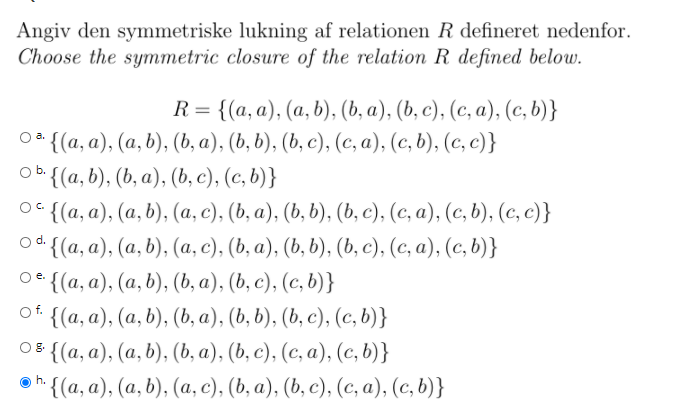 Angiv den symmetriske lukning af relationen R defineret nedenfor.
Choose the symmetric closure of the relation R defined below.
R = {(a, a), (a, b), (b, a), (b, c), (c, a), (c, b)}
a. {(a, a), (a, b), (b, a), (b, b), (b, c), (c, a), (c, b), (c, c)}
b. {(a, b), (b, a), (b, c), (c, b)}
c. {(a, a), (a, b), (a, c), (b, a), (b, b), (b, c), (c, a), (c, b), (c, c)}
d. {(a, a), (a, b), (a, c), (b, a), (b, b), (b, c), (c, a), (c, b)}
e. {(a, a), (a, b), (b, a), (b, c), (c, b)}
f. {(a, a), (a, b), (b, a), (b, b), (b, c), (c, b)}
g. {(a, a), (a, b), (b, a), (b, c), (c, a), (c, b)}
h. {(a, a), (a, b), (a, c), (b, a), (b, c), (c, a), (c, b)}